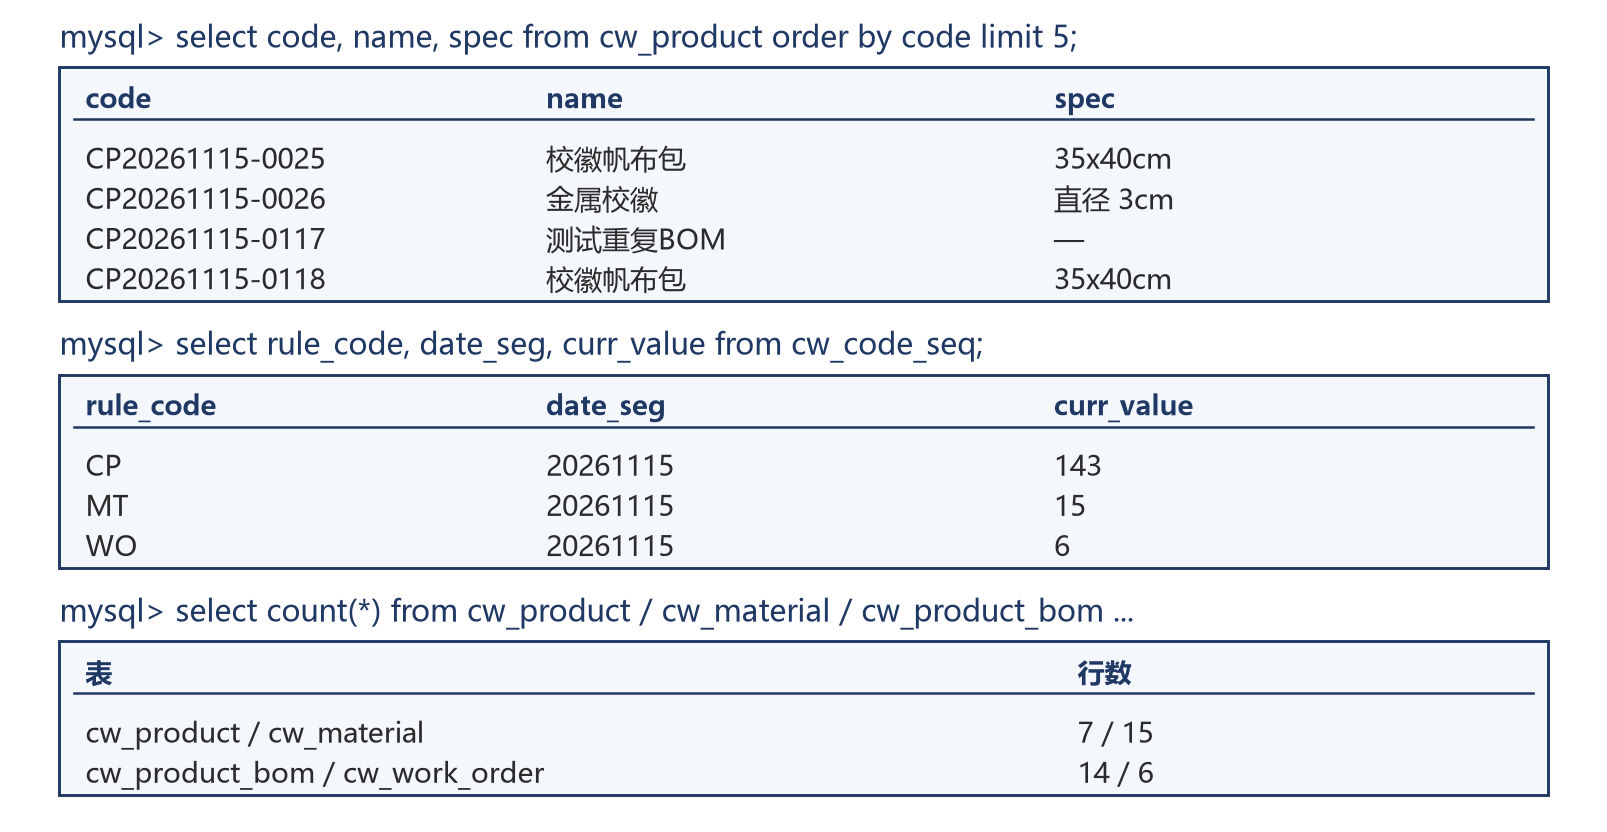 mysql> select code, name, spec from cw_product order by code limit 5;
code name spec
CP20261115-0025 校徽帆布包 35x40cm
CP20261115-0026 金属校徽 直径 3cm
CP20261115-0117 测试重复BOM —
CP20261115-0118 校徽帆布包 35x40cm
mysql> select rule_code, date_seg, curr_value from cw_code_seq;
rule_code date_seg curr_value
CP 20261115 143
MT 20261115 15
WO 20261115 6
mysql> select count(*) from cw_product / cw_material / cw_product_bom ...
表 行数
cw_product / cw_material 7 / 15
cw_product_bom / cw_work_order 14 / 6